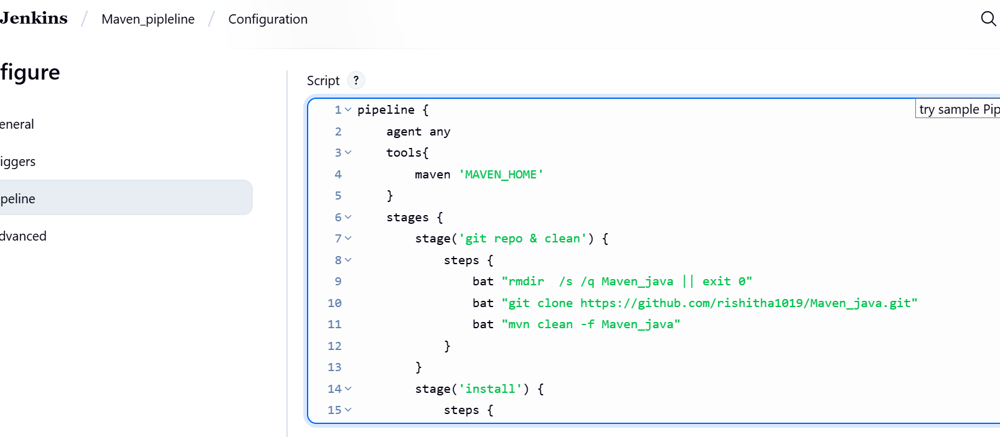 Jenkins / Maven_pipleline / Configuration
figure
eneral
iggers
peline
dvanced
Script ?
try sample Pip
1 pipeline {
2 agent any
3 tools{
4 maven 'MAVEN_HOME'
5 }
6 stages {
7 stage('git repo & clean') {
8 steps {
9 bat "rmdir  /s /q Maven_java || exit 0"
10 bat "git clone https://github.com/rishitha1019/Maven_java.git"
11 bat "mvn clean -f Maven_java"
12 }
13 }
14 stage('install') {
15 steps {